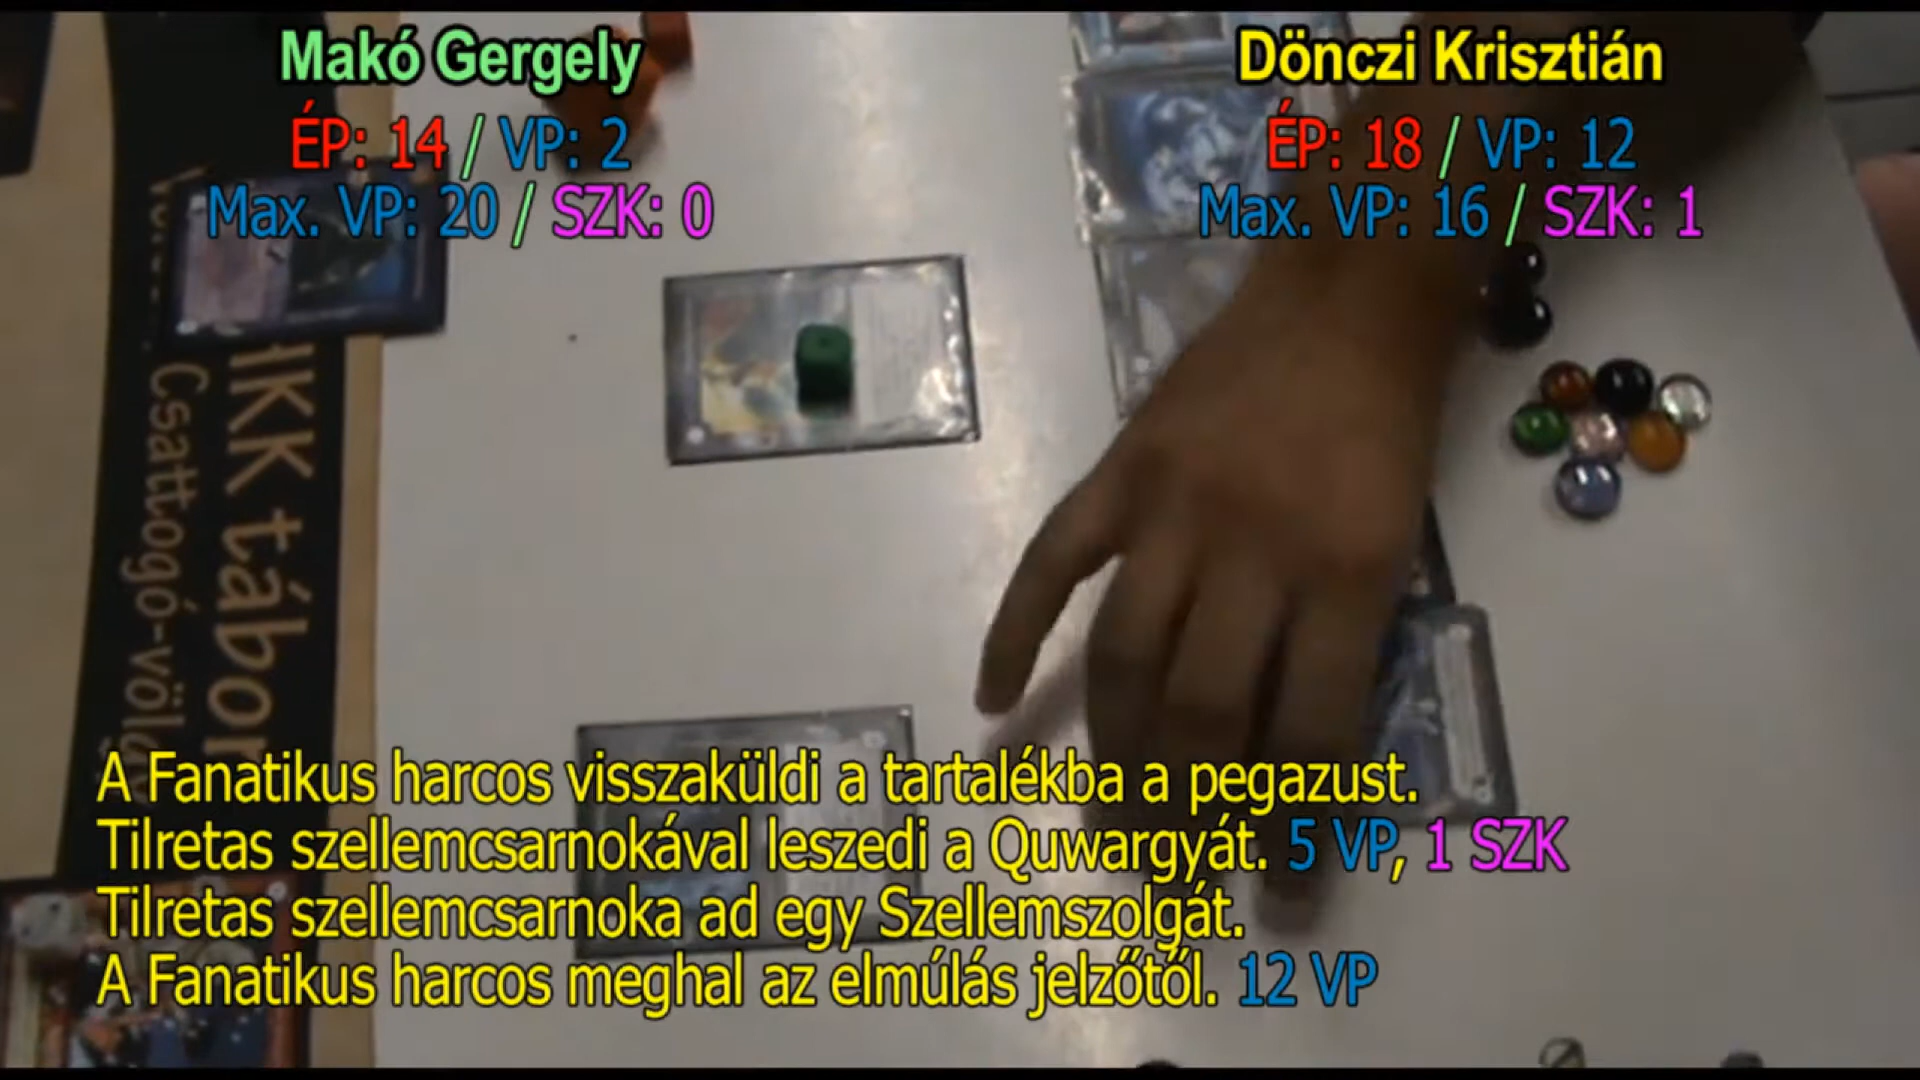 Makó Gergely
ÉP: 14 / VP: 2
Max. VP: 20 / SZK: 0
Dönczi Krisztián
ÉP: 18 / VP: 12
Max. VP: 16 / SZK: 1
HKK tábor
Csattogó-völgy
A Fanatikus harcos visszaküldi a tartalékba a pegazust.
Tilretas szellemcsarnokával leszedi a Quwargyát. 5 VP, 1 SZK
Tilretas szellemcsarnoka ad egy Szellemszolgát.
A Fanatikus harcos meghal az elmúlás jelzőtől. 12 VP